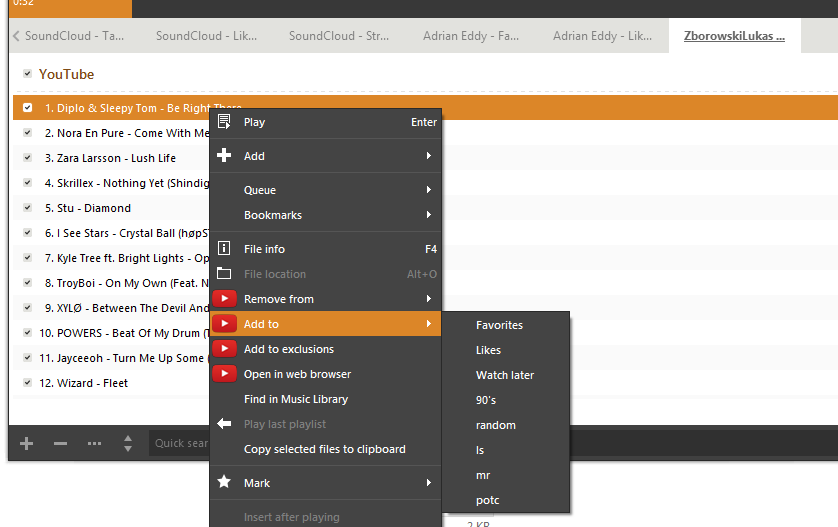 0:32
SoundCloud - Ta...
SoundCloud - Lik...
SoundCloud - Str...
Adrian Eddy - Fa...
Adrian Eddy - Lik...
ZborowskiLukas ...
YouTube
1. Diplo & Sleepy Tom - Be Right There
2. Nora En Pure - Come With Me
3. Zara Larsson - Lush Life
4. Skrillex - Nothing Yet (Shindig
5. Stu - Diamond
6. I See Stars - Crystal Ball (høpS
7. Kyle Tree ft. Bright Lights - Op
8. TroyBoi - On My Own (Feat. N
9. XYLØ - Between The Devil And
10. POWERS - Beat Of My Drum (T
11. Jayceeoh - Turn Me Up Some (
12. Wizard - Fleet
Play Enter
Add
Queue
Bookmarks
File info F4
File location Alt+O
Remove from
Add to
Add to exclusions
Open in web browser
Find in Music Library
Play last playlist
Copy selected files to clipboard
Mark
Insert after playing
Favorites
Likes
Watch later
90's
random
ls
mr
potc
Quick sear
2 KB